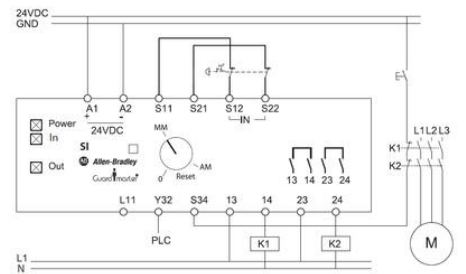 24VDC
GND
A1 A2 S11 S21 S12 S22
+ -
24VDC
IN
Power
In
Out
SI
AB Allen-Bradley
Guardmaster
MM
AM
0 Reset
13 14 23 24
L11 Y32 S34 13 14 23 24
PLC
K1 K2
L1
N
L1 L2 L3
K1
K2
M